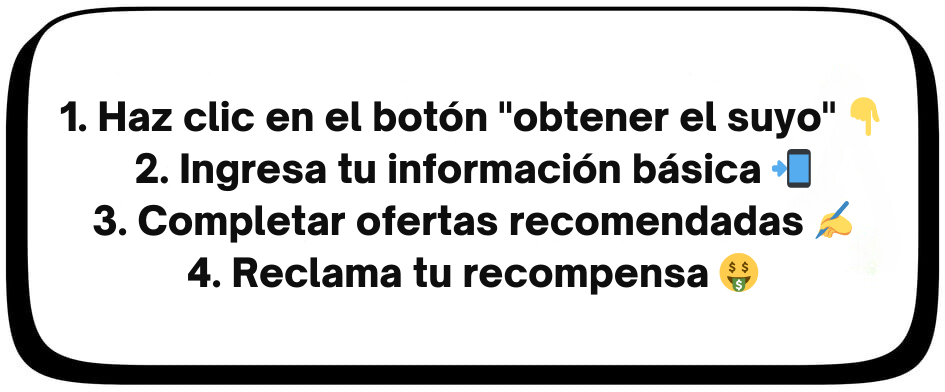 1. Haz clic en el botón "obtener el suyo" 👇
2. Ingresa tu información básica 📲
3. Completar ofertas recomendadas ✍️
4. Reclama tu recompensa 🤑